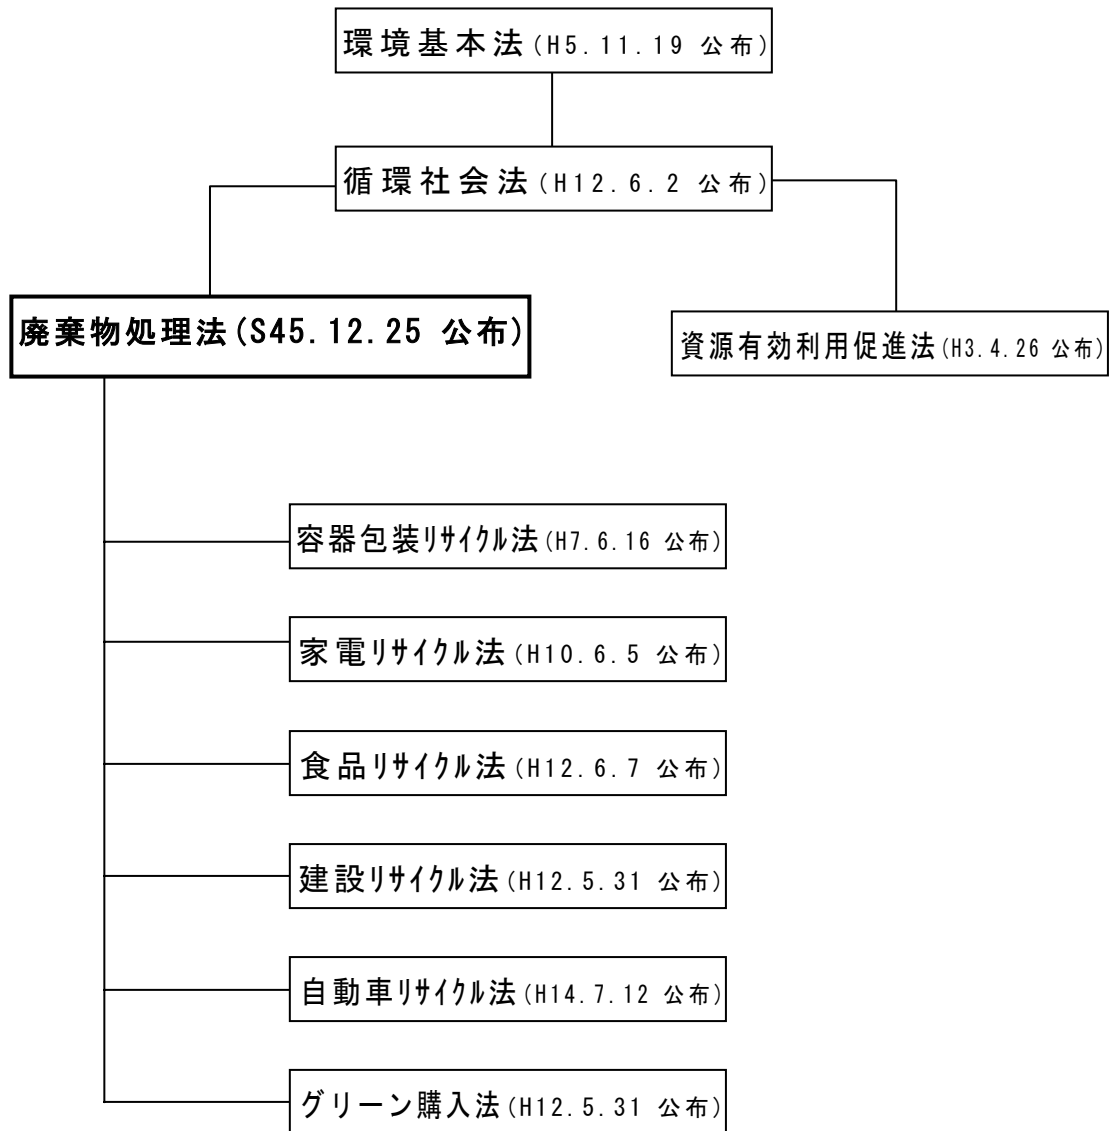 環境基本法(H5.11.19 公布)
循環社会法(H12.6.2 公布)
廃棄物処理法(S45.12.25 公布)
資源有効利用促進法(H3.4.26 公布)
容器包装ﾘｻｲｸﾙ法(H7.6.16 公布)
家電ﾘｻｲｸﾙ法(H10.6.5 公布)
食品ﾘｻｲｸﾙ法(H12.6.7 公布)
建設ﾘｻｲｸﾙ法(H12.5.31 公布)
自動車ﾘｻｲｸﾙ法(H14.7.12 公布)
グリーン購入法(H12.5.31 公布)